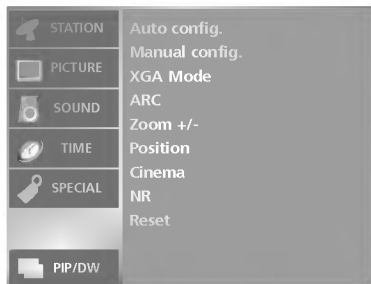 STATION
PICTURE
SOUND
TIME
SPECIAL
PIP/DW
Auto config.
Manual config.
XGA Mode
ARC
Zoom +/-
Position
Cinema
NR
Reset